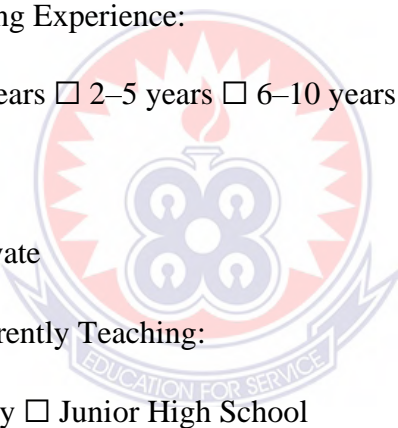 ng Experience:
ears ☐ 2–5 years ☐ 6–10 years
vate
rently Teaching:
EDUCATION FOR SERVICE
y ☐ Junior High School